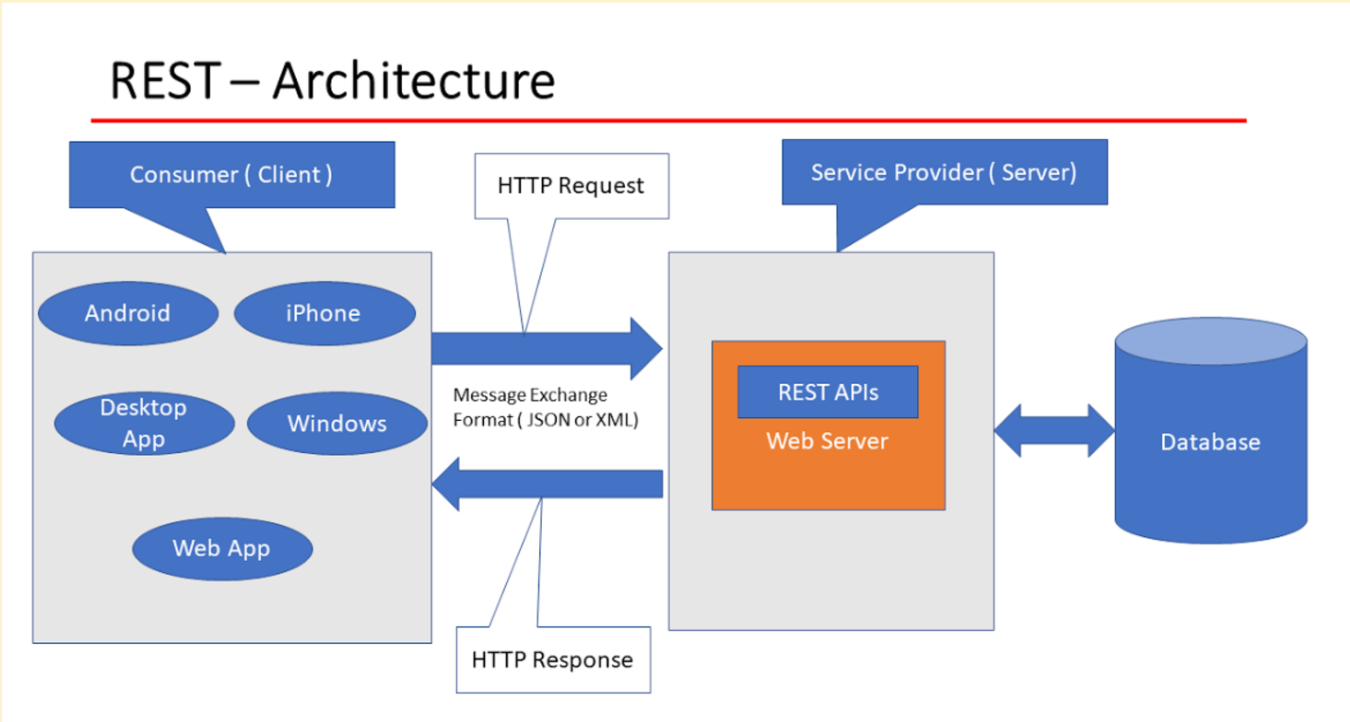 REST – Architecture
Consumer ( Client )
HTTP Request
Service Provider ( Server)
Android
iPhone
Desktop
App
Windows
Web App
Message Exchange
Format ( JSON or XML)
HTTP Response
REST APIs
Web Server
Database